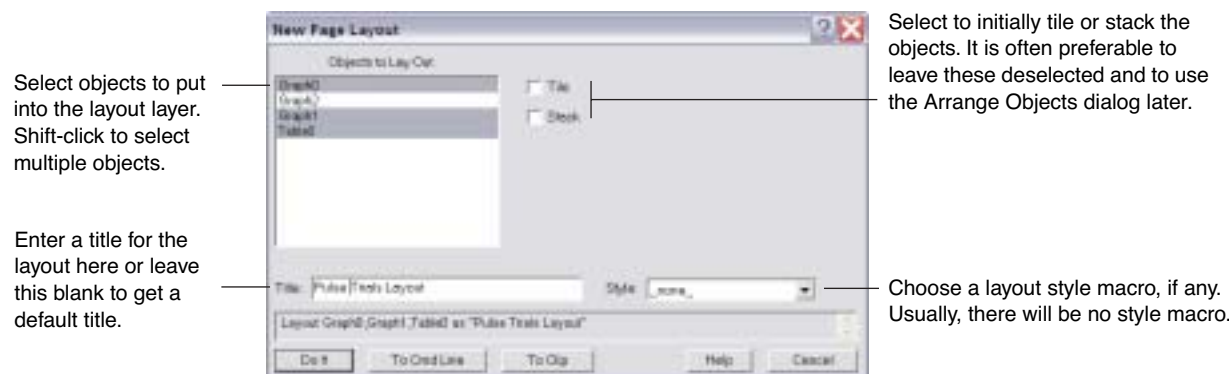 Select objects to put
into the layout layer.
Shift-click to select
multiple objects.
Enter a title for the
layout here or leave
this blank to get a
default title.
New Page Layout
Objects to Lay Out
Graph0
Graph2
Graph1
Table0
Tile
Stack
Title: Pulse Trials Layout
Style _none_
Layout Graph0,Graph1,Table0 as "Pulse Trials Layout"
Do It
To Cmd Line
To Clip
Help
Cancel
Select to initially tile or stack the
objects. It is often preferable to
leave these deselected and to use
the Arrange Objects dialog later.
Choose a layout style macro, if any.
Usually, there will be no style macro.